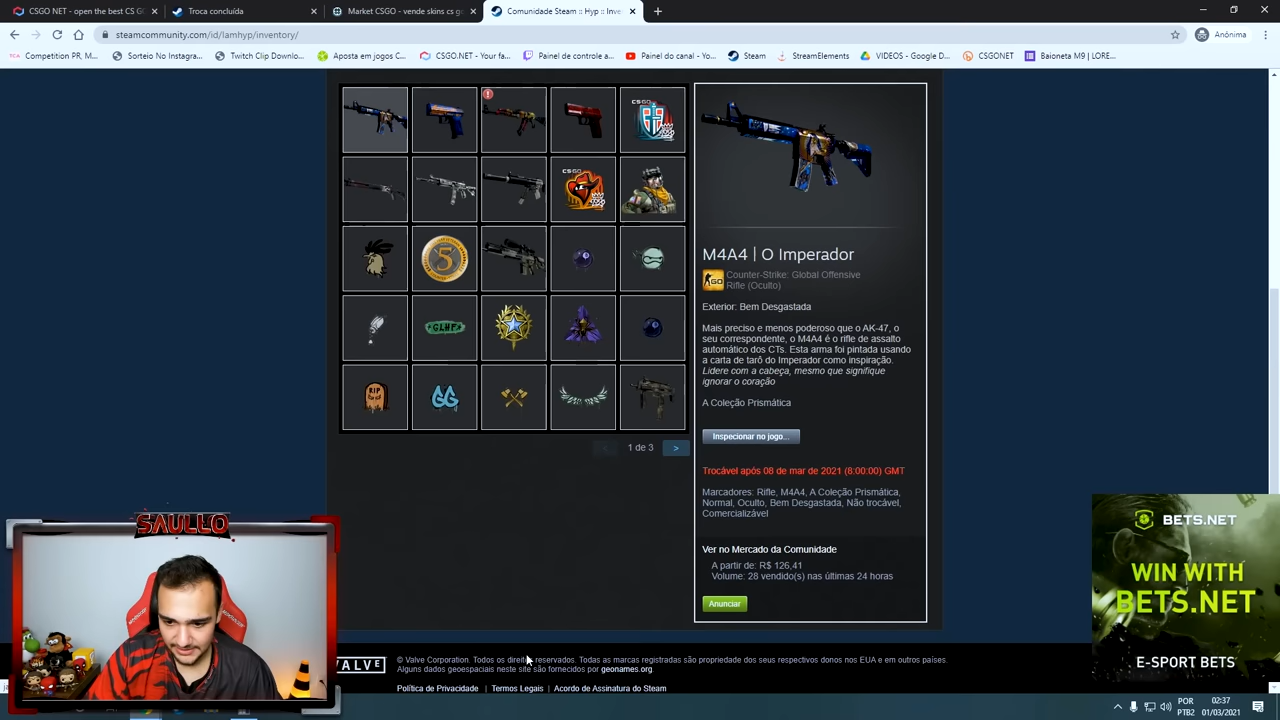 CSGO NET - open the best CS G
Troca concluída
Market CSGO - vende skins cs g
Comunidade Steam :: Hyp :: Inve
steamcommunity.com/id/Iamhyp/inventory/
Anônima
Competition PR, M...
Sorteio No Instagra...
Twitch Clip Downlo...
Aposta em jogos C...
CSGO.NET - Your fa...
Painel de controle a...
Painel do canal - Yo...
Steam
StreamElements
VIDEOS - Google D...
CSGONET
Baioneta M9 | LORE...
M4A4 | O Imperador
Counter-Strike: Global Offensive
Rifle (Oculto)
Exterior: Bem Desgastada
Mais preciso e menos poderoso que o AK-47, o
seu correspondente, o M4A4 é o rifle de assalto
automático dos CTs. Esta arma foi pintada usando
a carta de tarô do Imperador como inspiração.
Lidere com a cabeça, mesmo que signifique
ignorar o coração
A Coleção Prismática
Inspecionar no jogo...
1 de 3 >
Trocável após 08 de mar de 2021 (8:00:00) GMT
Marcadores: Rifle, M4A4, A Coleção Prismática,
Normal, Oculto, Bem Desgastada, Não trocável,
Comercializável
Ver no Mercado da Comunidade
A partir de: R$ 126,41
Volume: 28 vendido(s) nas últimas 24 horas
Anunciar
CS GO
CS GO
5
GLHF
RIP
GG
SAULLO
BETS.NET
WIN WITH
BETS.NET
E-SPORT BETS
VALVE
© Valve Corporation. Todos os direitos reservados. Todas as marcas registradas são propriedade dos seus respectivos donos nos EUA e em outros países.
Alguns dados geoespaciais neste site são fornecidos por geonames.org.
Política de Privacidade | Termos Legais | Acordo de Assinatura do Steam
POR
PTB2
02:37
01/03/2021